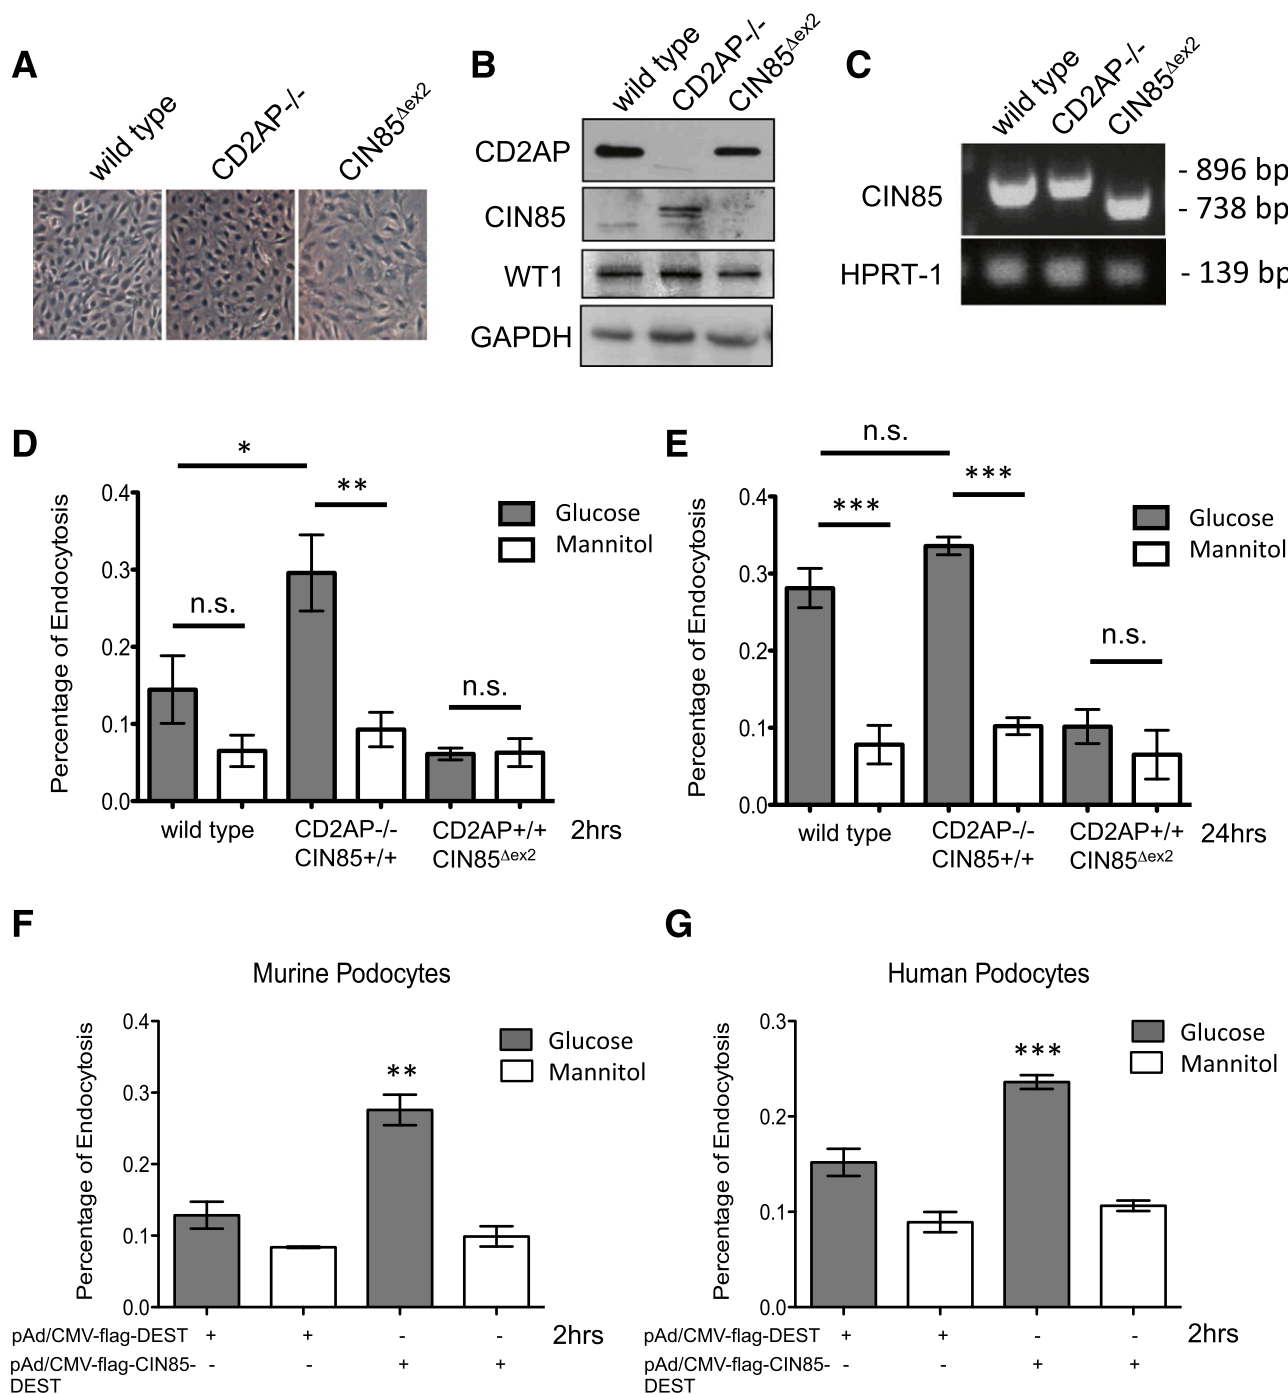 A
wild type
CD2AP-/-
CIN85Δex2
B
wild type
CD2AP-/-
CIN85Δex2
CD2AP
CIN85
WT1
GAPDH
C
wild type
CD2AP-/-
CIN85Δex2
CIN85
- 896 bp
- 738 bp
HPRT-1
- 139 bp
D
Percentage of Endocytosis
0.4
0.3
0.2
0.1
0.0
*
**
n.s.
n.s.
Glucose
Mannitol
wild type
CD2AP-/-
CIN85+/+
CD2AP+/+
CIN85Δex2
2hrs
E
Percentage of Endocytosis
0.4
0.3
0.2
0.1
0.0
n.s.
***
***
n.s.
Glucose
Mannitol
wild type
CD2AP-/-
CIN85+/+
CD2AP+/+
CIN85Δex2
24hrs
F
Murine Podocytes
Percentage of Endocytosis
0.4
0.3
0.2
0.1
0.0
**
Glucose
Mannitol
pAd/CMV-flag-DEST + + - -
2hrs
pAd/CMV-flag-CIN85- - - + +
DEST
G
Human Podocytes
Percentage of Endocytosis
0.3
0.2
0.1
0.0
***
Glucose
Mannitol
pAd/CMV-flag-DEST + + - -
2hrs
pAd/CMV-flag-CIN85- - - + +
DEST